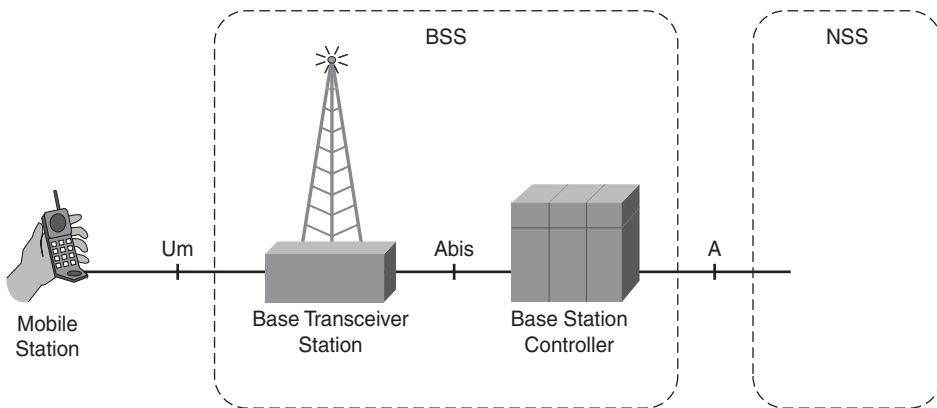 BSS
NSS
Um
Abis
A
Mobile
Station
Base Transceiver
Station
Base Station
Controller